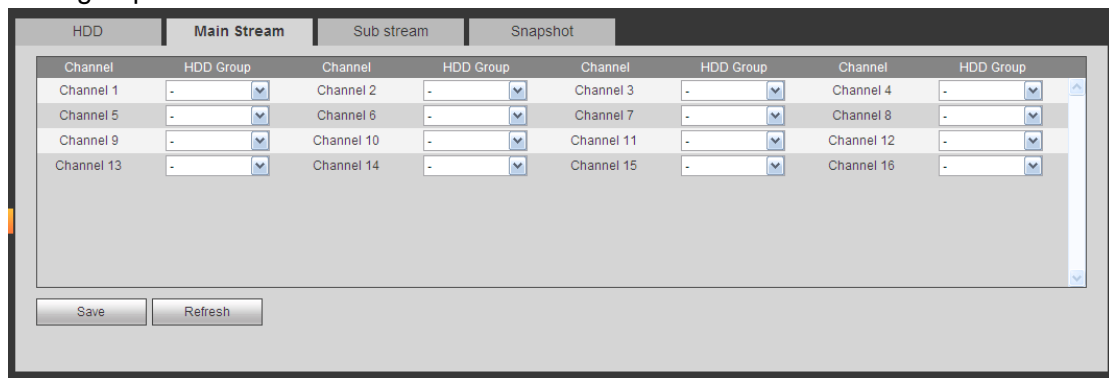 HDD Main Stream Sub stream Snapshot
Channel HDD Group Channel HDD Group Channel HDD Group Channel HDD Group
Channel 1 - Channel 2 - Channel 3 - Channel 4 -
Channel 5 - Channel 6 - Channel 7 - Channel 8 -
Channel 9 - Channel 10 - Channel 11 - Channel 12 -
Channel 13 - Channel 14 - Channel 15 - Channel 16 -
Save Refresh